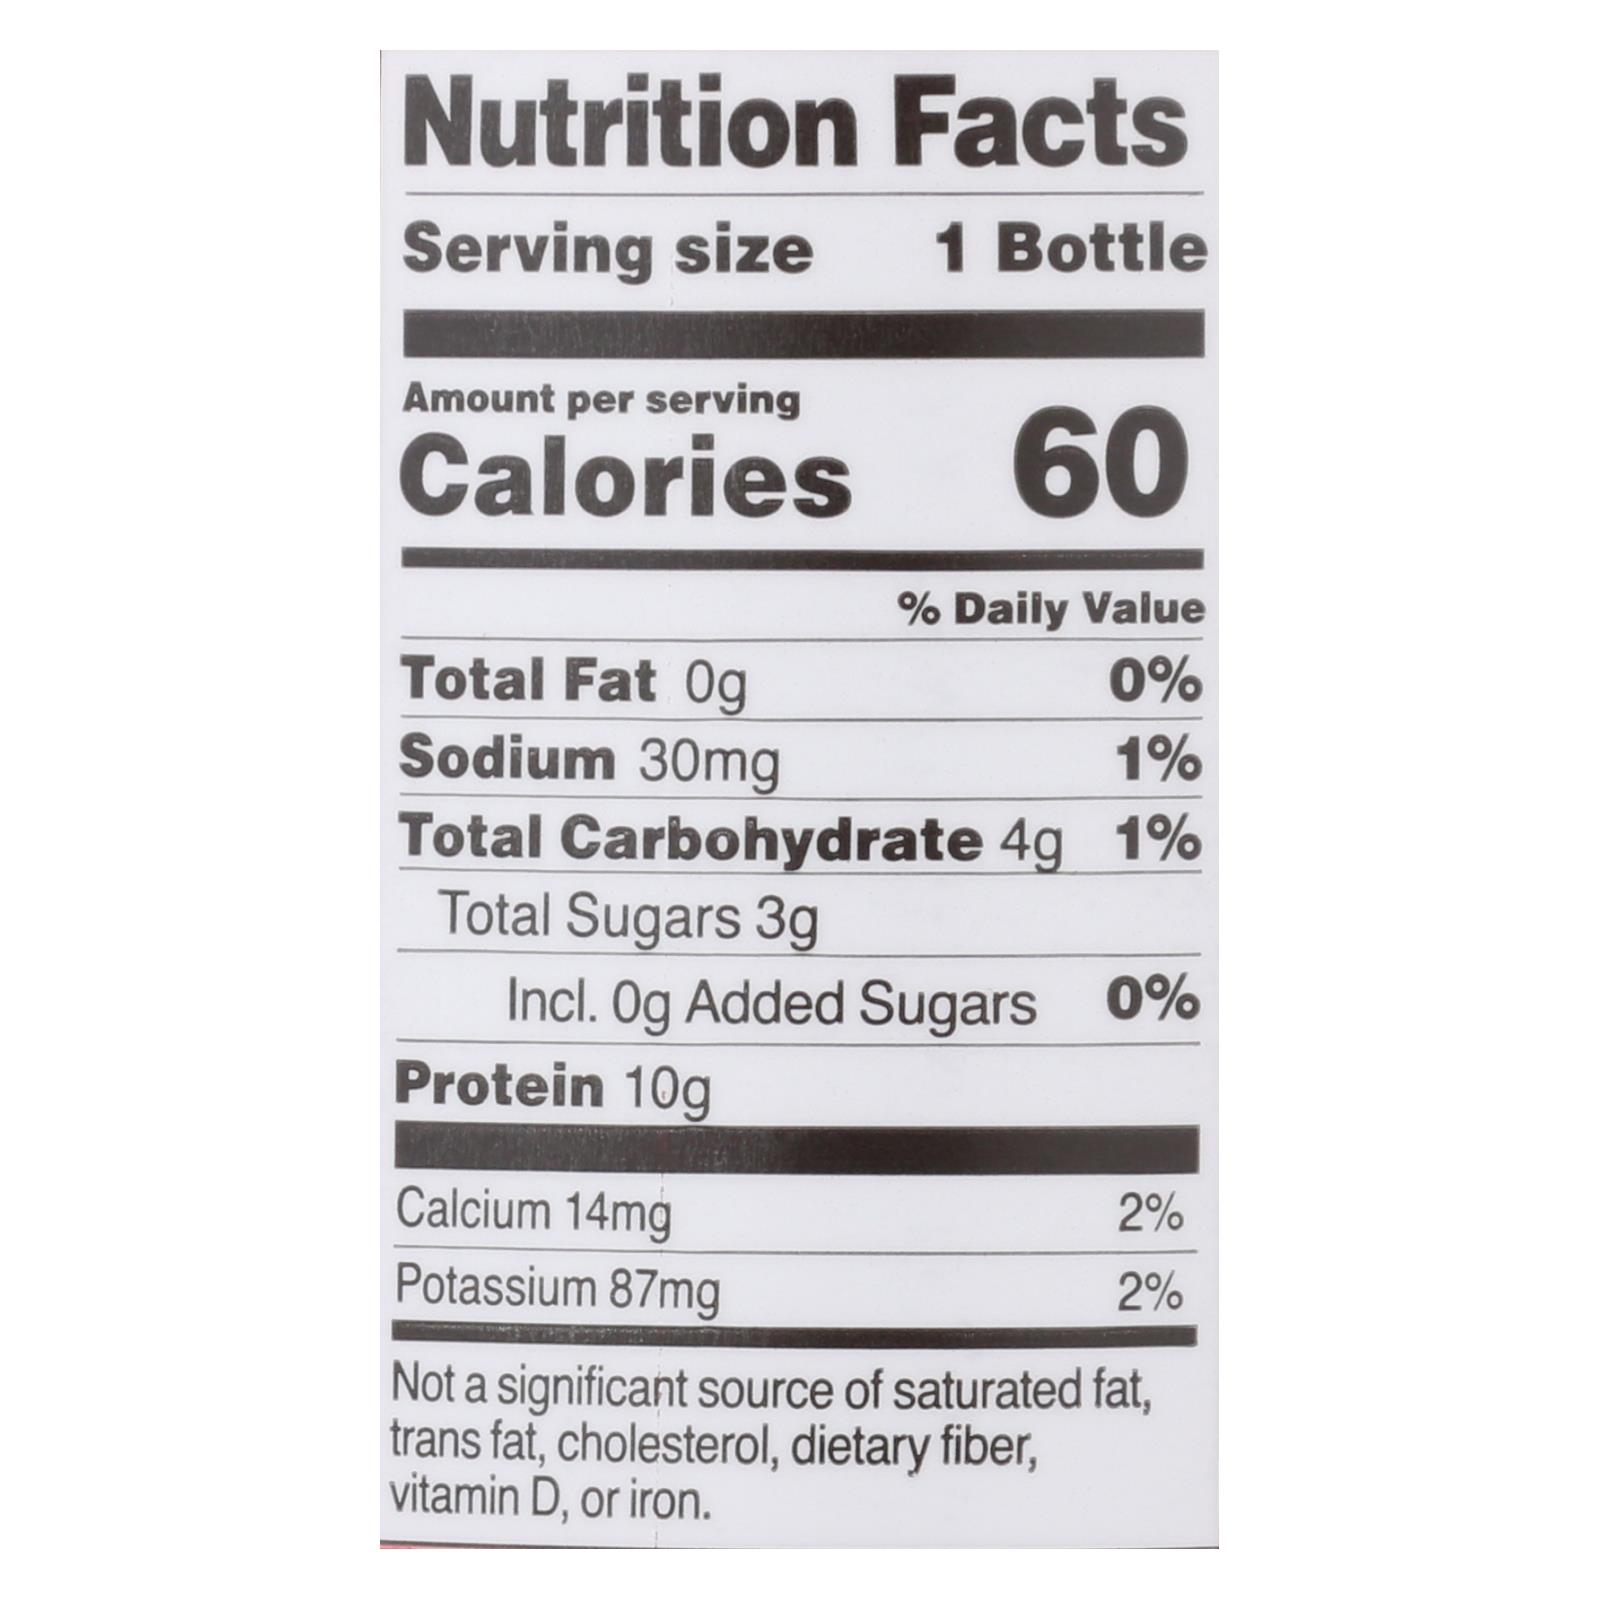 Nutrition Facts
Serving size 1 Bottle
Amount per serving
Calories 60
% Daily Value
Total Fat 0g 0%
Sodium 30mg 1%
Total Carbohydrate 4g 1%
Total Sugars 3g
Incl. 0g Added Sugars 0%
Protein 10g
Calcium 14mg 2%
Potassium 87mg 2%
Not a significant source of saturated fat,
trans fat, cholesterol, dietary fiber,
vitamin D, or iron.